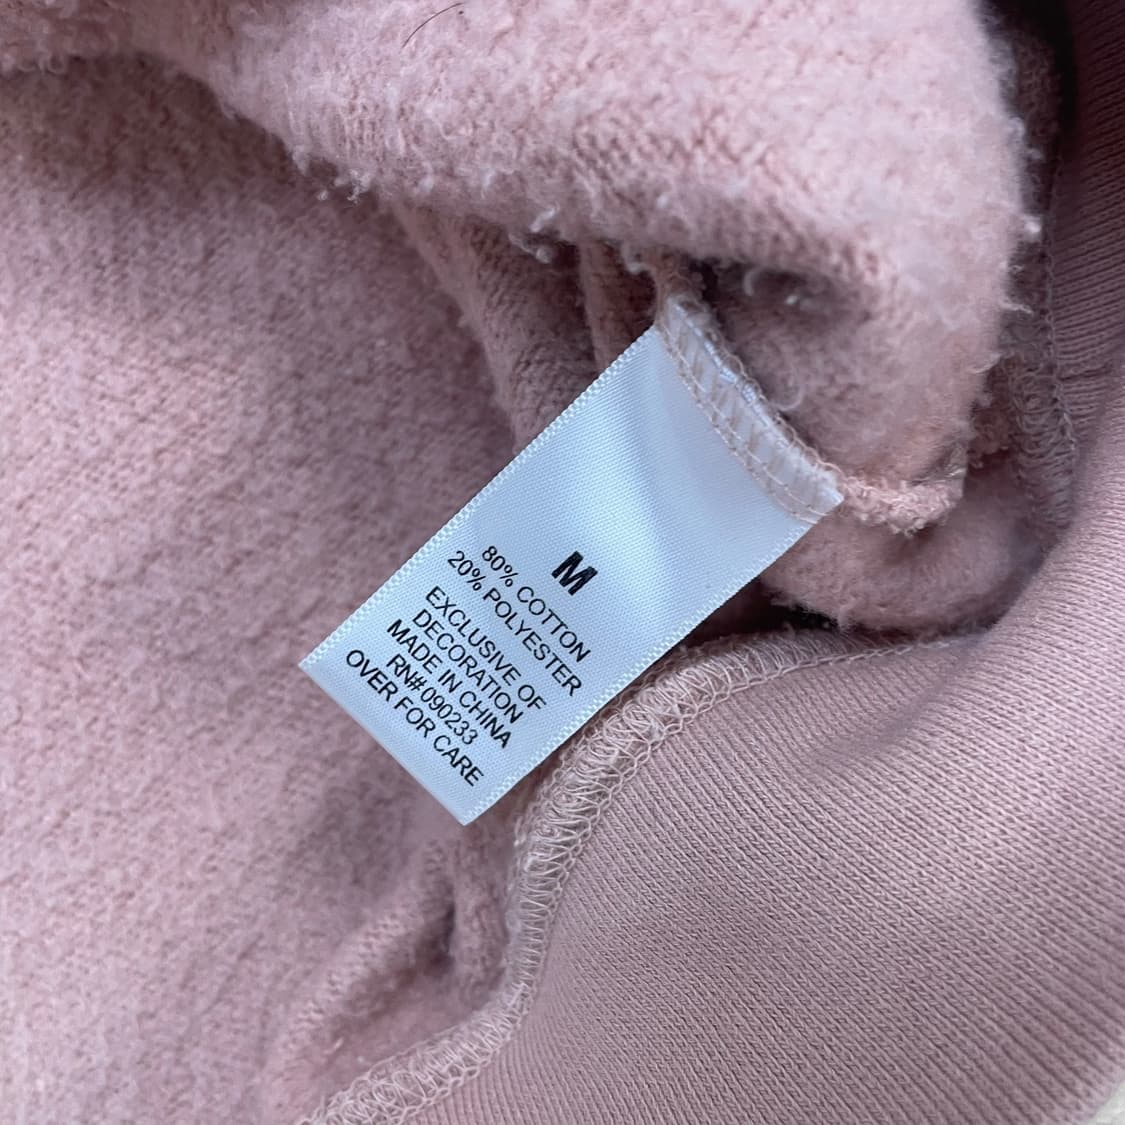 M
80% COTTON
20% POLYESTER
EXCLUSIVE OF
DECORATION
MADE IN CHINA
RN# 090233
OVER FOR CARE